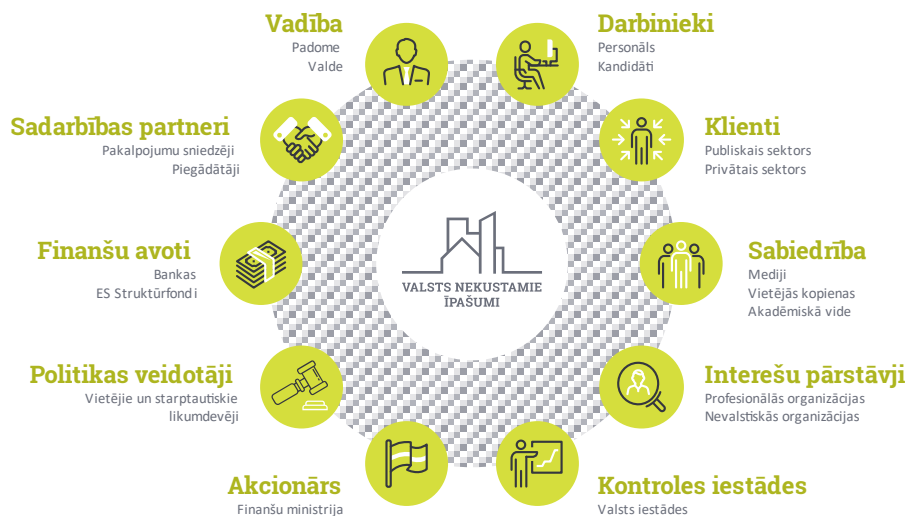 Vadība
Padome
Valde
Darbinieki
Personāls
Kandidāti
Sadarbības partneri
Pakalpojumu sniedzēji
Piegādātāji
Klienti
Publiskais sektors
Privātais sektors
Finanšu avoti
Bankas
ES Struktūrfondi
VALSTS NEKUSTAMIE
ĪPAŠUMI
Sabiedrība
Mediji
Vietējās kopienas
Akadēmiskā vide
Politikas veidotāji
Vietējie un starptautiskie
likumdevēji
Interešu pārstāvji
Profesionālās organizācijas
Nevalstiskās organizācijas
Akcionārs
Finanšu ministrija
Kontroles iestādes
Valsts iestādes